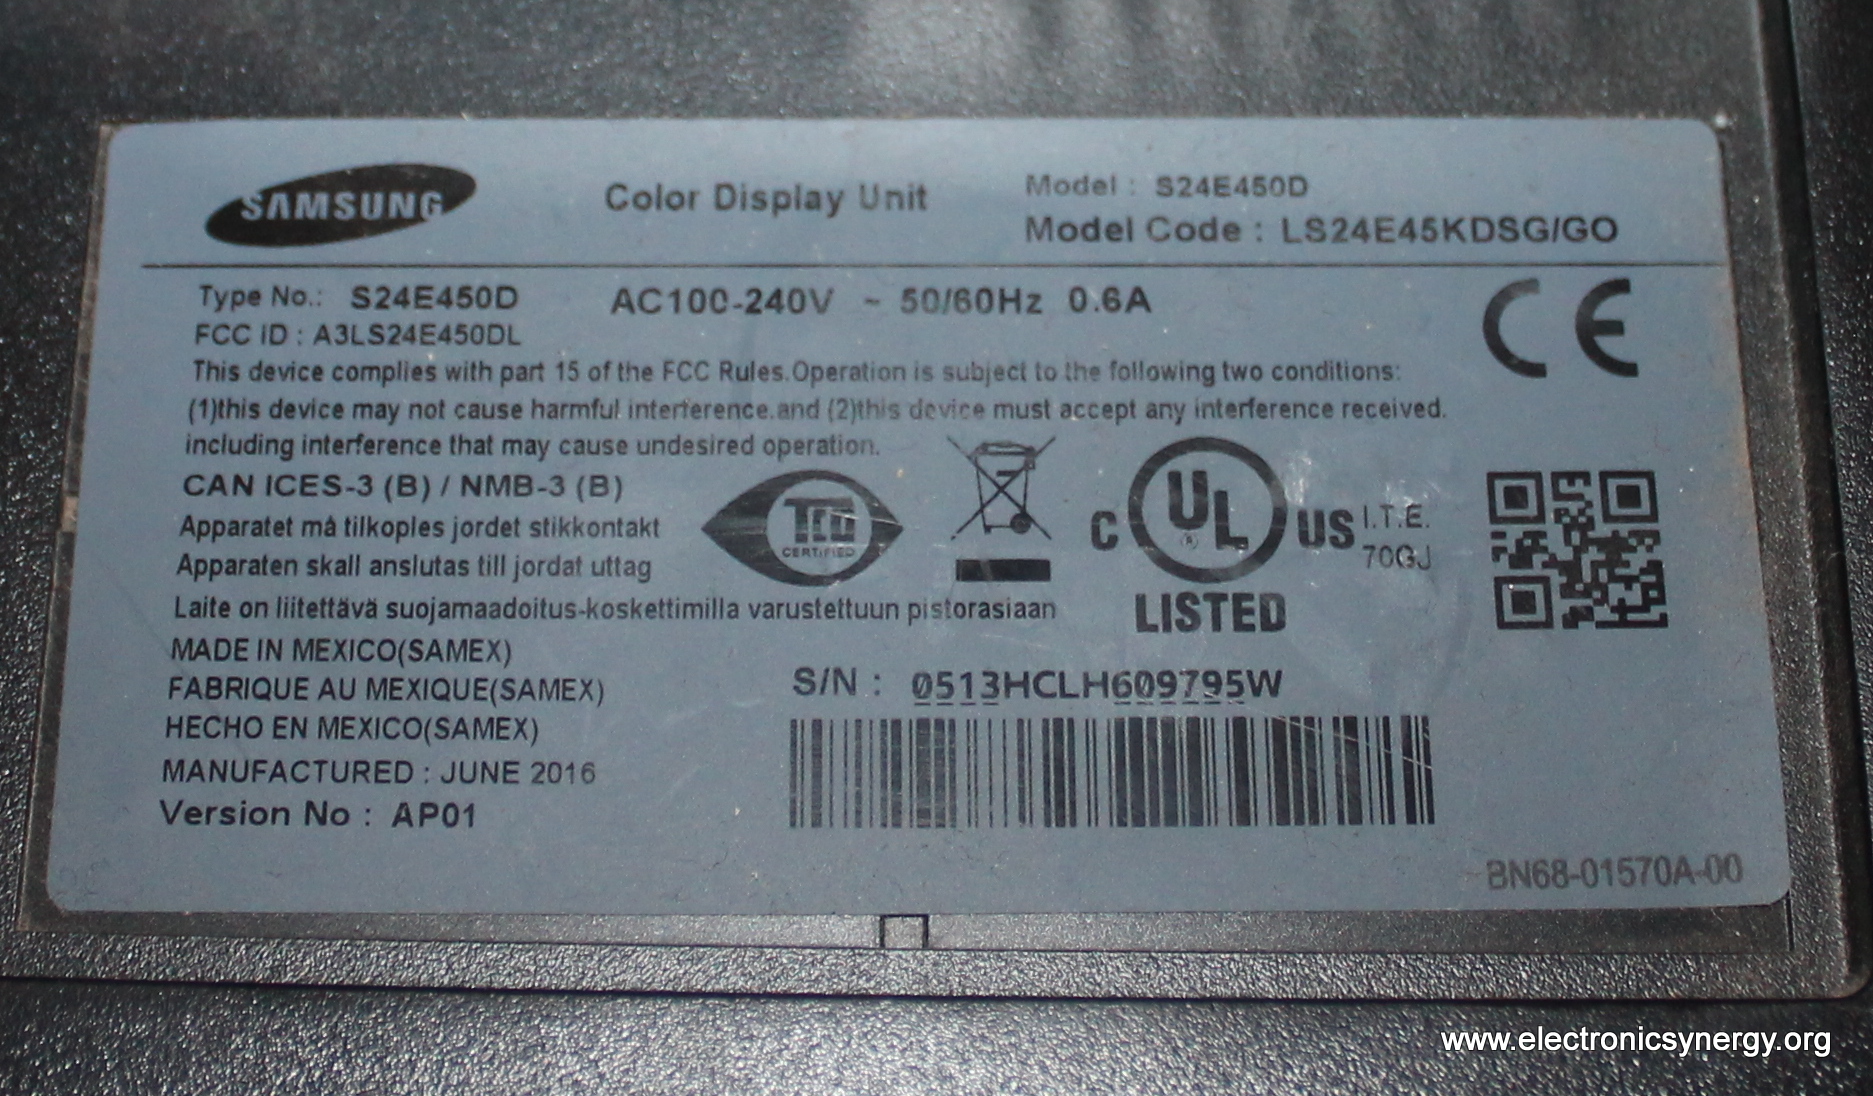 SAMSUNG
Color Display Unit
Model : S24E450D
Model Code : LS24E45KDSG/GO
Type No.: S24E450D AC100-240V ~ 50/60Hz 0.6A
FCC ID : A3LS24E450DL
This device complies with part 15 of the FCC Rules.Operation is subject to the following two conditions:
(1)this device may not cause harmful interference.and (2)this device must accept any interference received.
including interference that may cause undesired operation.
CAN ICES-3 (B) / NMB-3 (B)
Apparatet må tilkoples jordet stikkontakt
Apparaten skall anslutas till jordat uttag
Laite on liitettävä suojamaadoitus-koskettimilla varustettuun pistorasiaan
CE
TCO
CERTIFIED
C UL US I.T.E.
® 70GJ
LISTED
MADE IN MEXICO(SAMEX)
FABRIQUE AU MEXIQUE(SAMEX)
HECHO EN MEXICO(SAMEX)
MANUFACTURED : JUNE 2016
Version No : AP01
S/N : 0513HCLH609795W
BN68-01570A-00
www.electronicsynergy.org